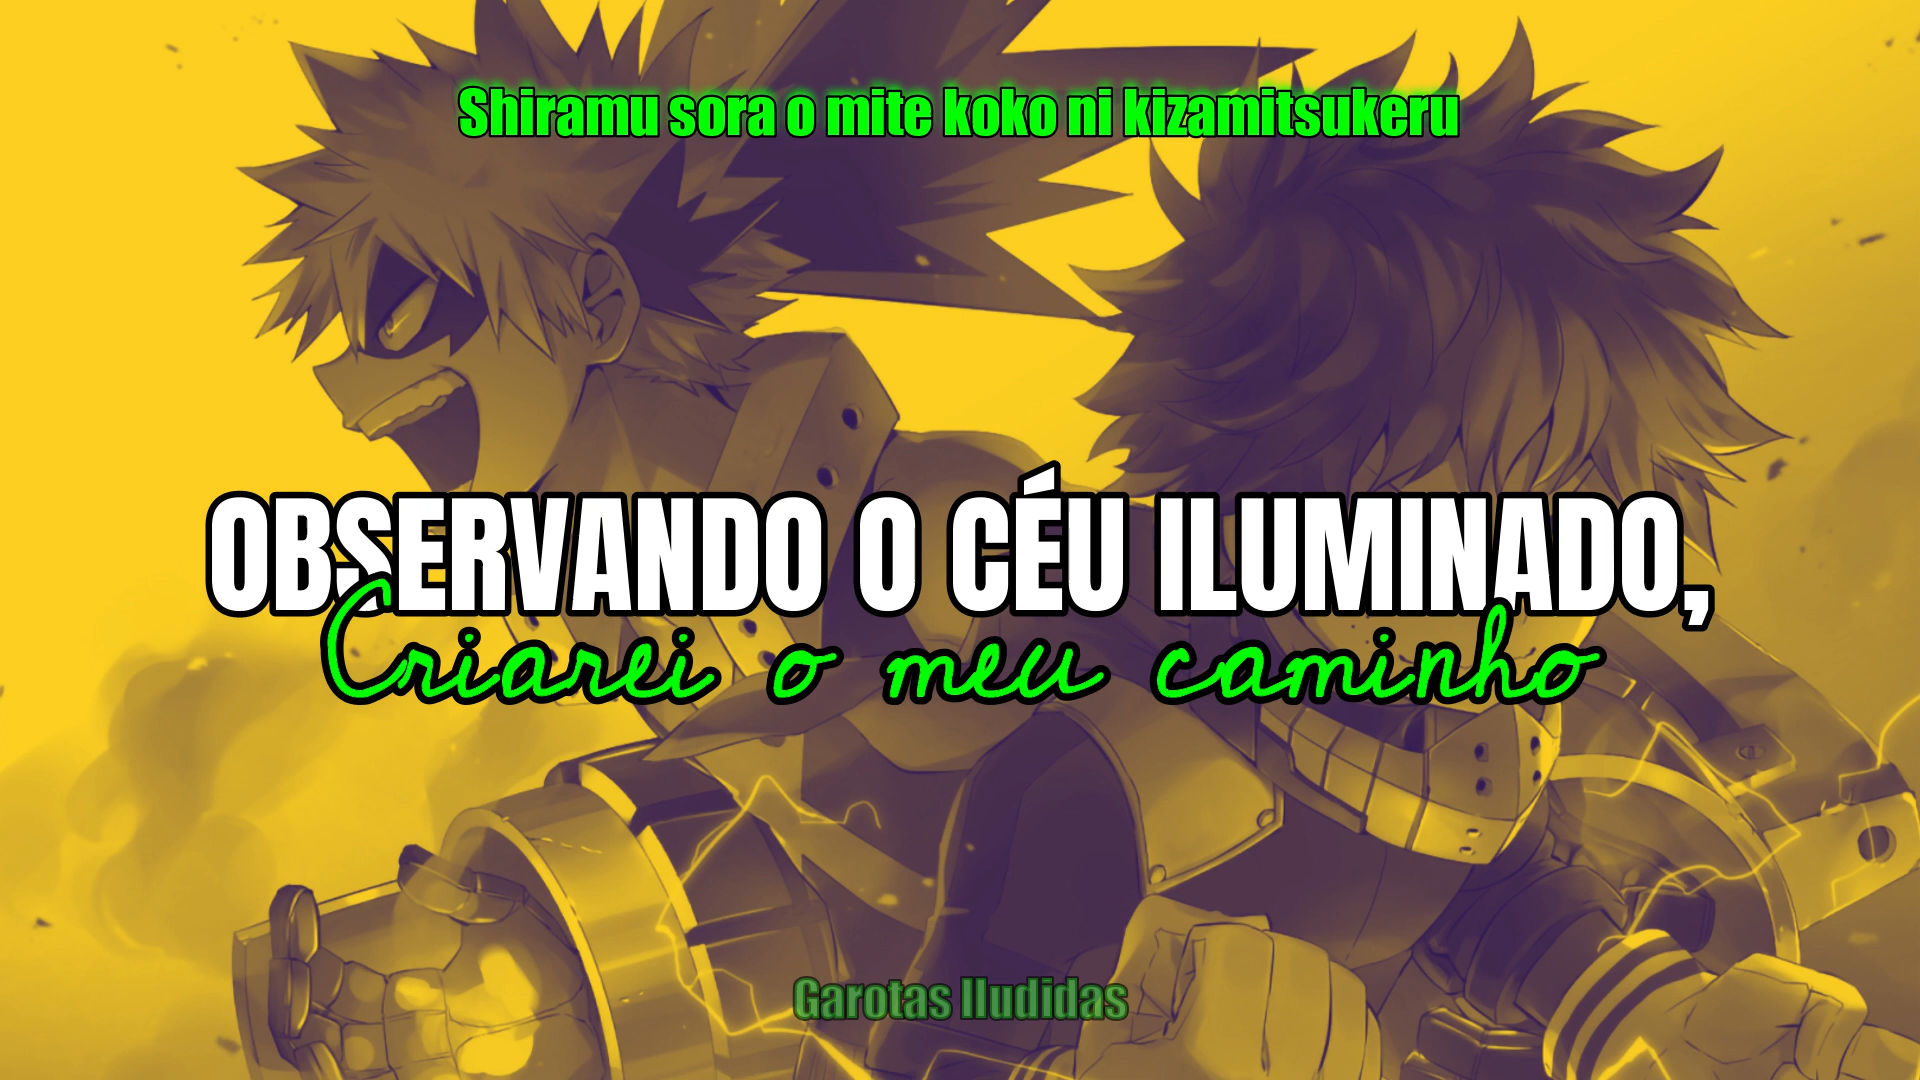 Shiramu sora o mite koko ni kizamitsukeru
OBSERVANDO O CÉU ILUMINADO,
Criarei o meu caminho
Garotas Iludidas